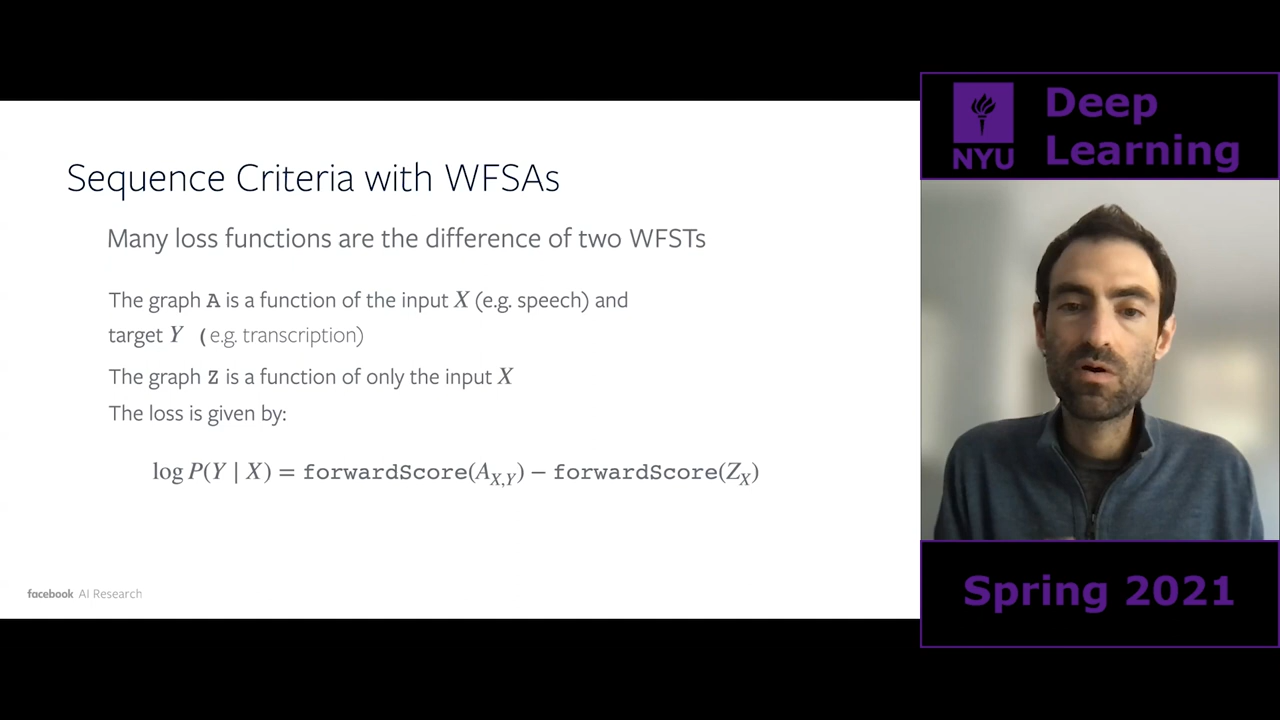 Sequence Criteria with WFSAs
Many loss functions are the difference of two WFSTs
The graph A is a function of the input X (e.g. speech) and
target Y (e.g. transcription)
The graph Z is a function of only the input X
The loss is given by:
log P(Y | X) = forwardScore(A_{X,Y}) − forwardScore(Z_X)
facebook AI Research
NYU
Deep
Learning
Spring 2021